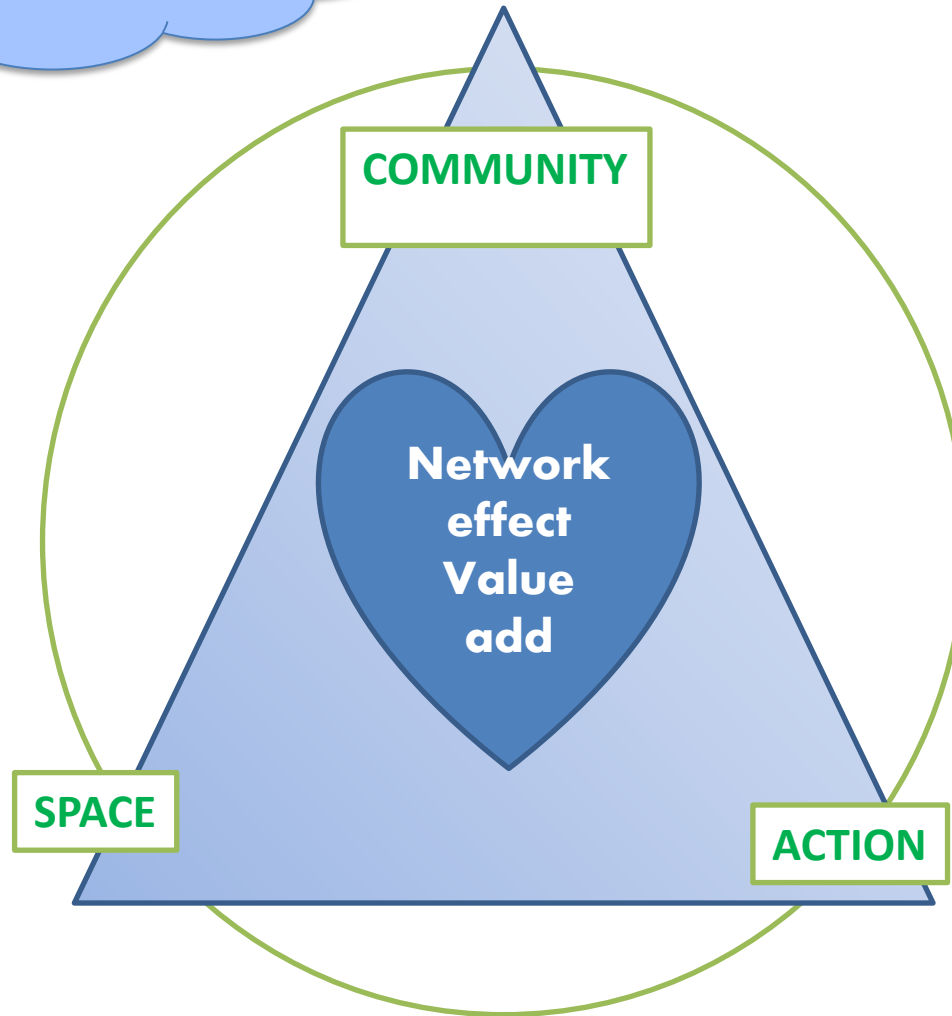 COMMUNITY
Network
effect
Value
add
SPACE
ACTION